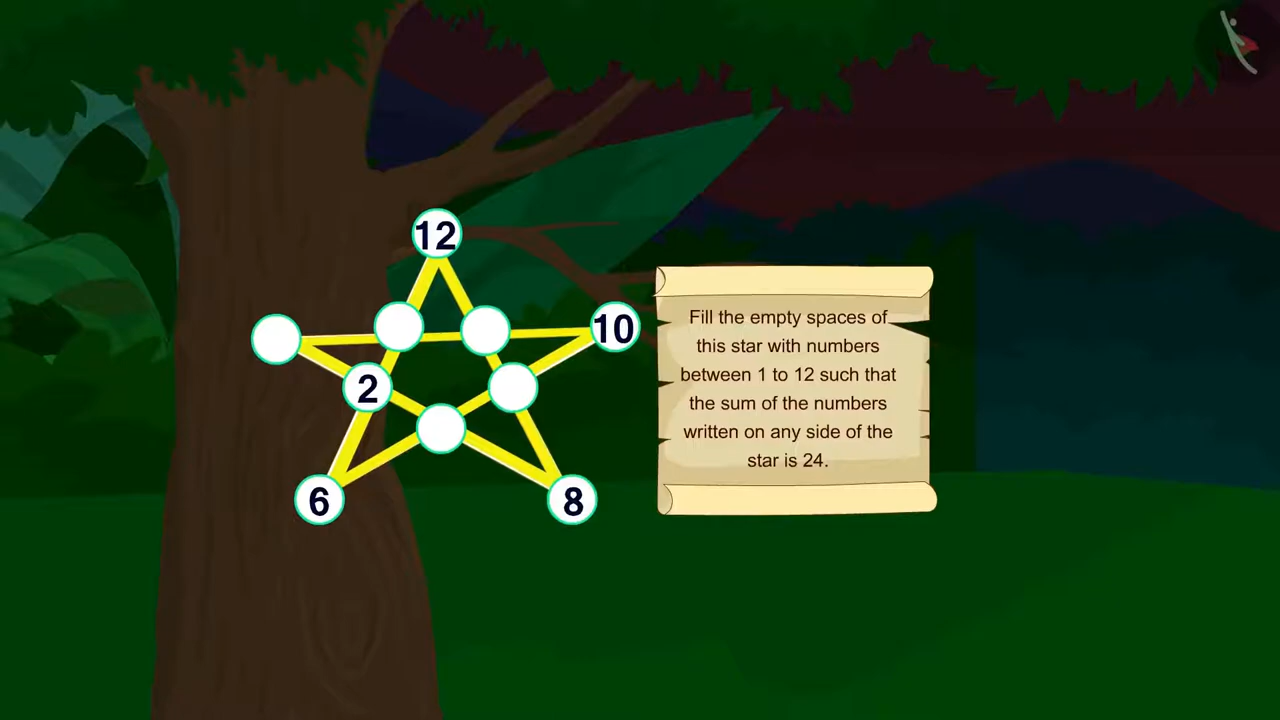 12
10
2
6
8
Fill the empty spaces of
this star with numbers
between 1 to 12 such that
the sum of the numbers
written on any side of the
star is 24.